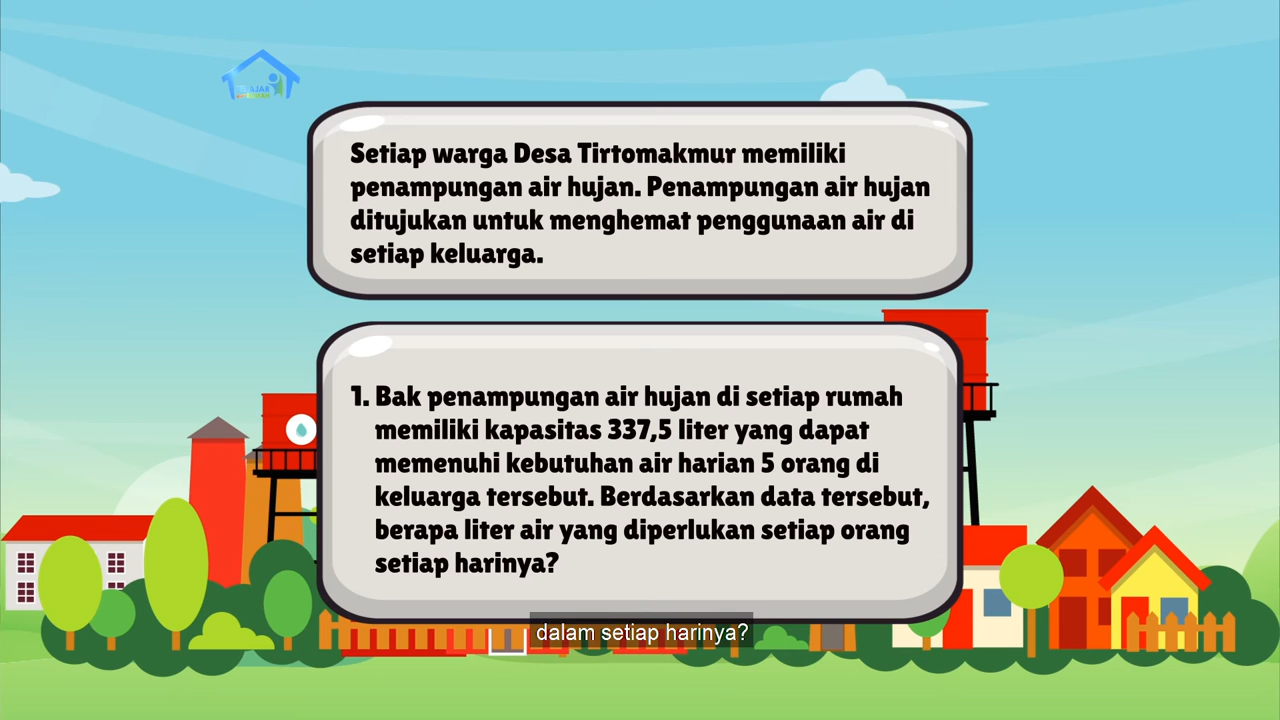 BELAJAR
Setiap warga Desa Tirtomakmur memiliki
penampungan air hujan. Penampungan air hujan
ditujukan untuk menghemat penggunaan air di
setiap keluarga.
1. Bak penampungan air hujan di setiap rumah
memiliki kapasitas 337,5 liter yang dapat
memenuhi kebutuhan air harian 5 orang di
keluarga tersebut. Berdasarkan data tersebut,
berapa liter air yang diperlukan setiap orang
setiap harinya?
dalam setiap harinya?